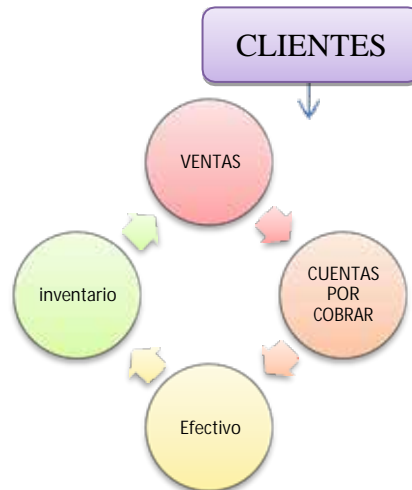 CLIENTES
VENTAS
inventario
CUENTAS
POR
COBRAR
Efectivo